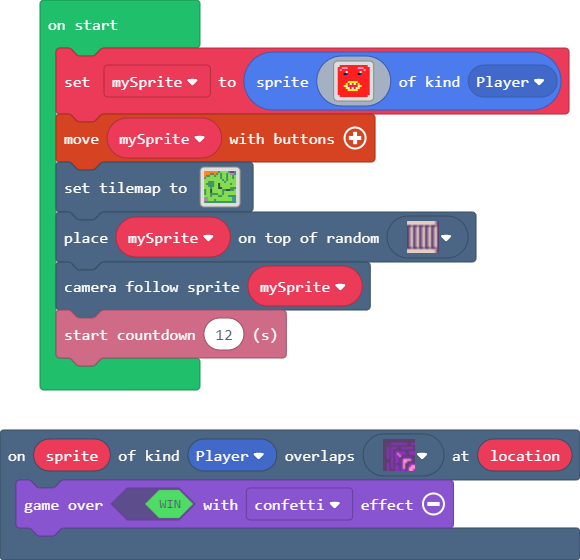 on start
set mySprite to sprite of kind Player
move mySprite with buttons
set tilemap to
place mySprite on top of random
camera follow sprite mySprite
start countdown 12 (s)
on sprite of kind Player overlaps at location
game over WIN with confetti effect